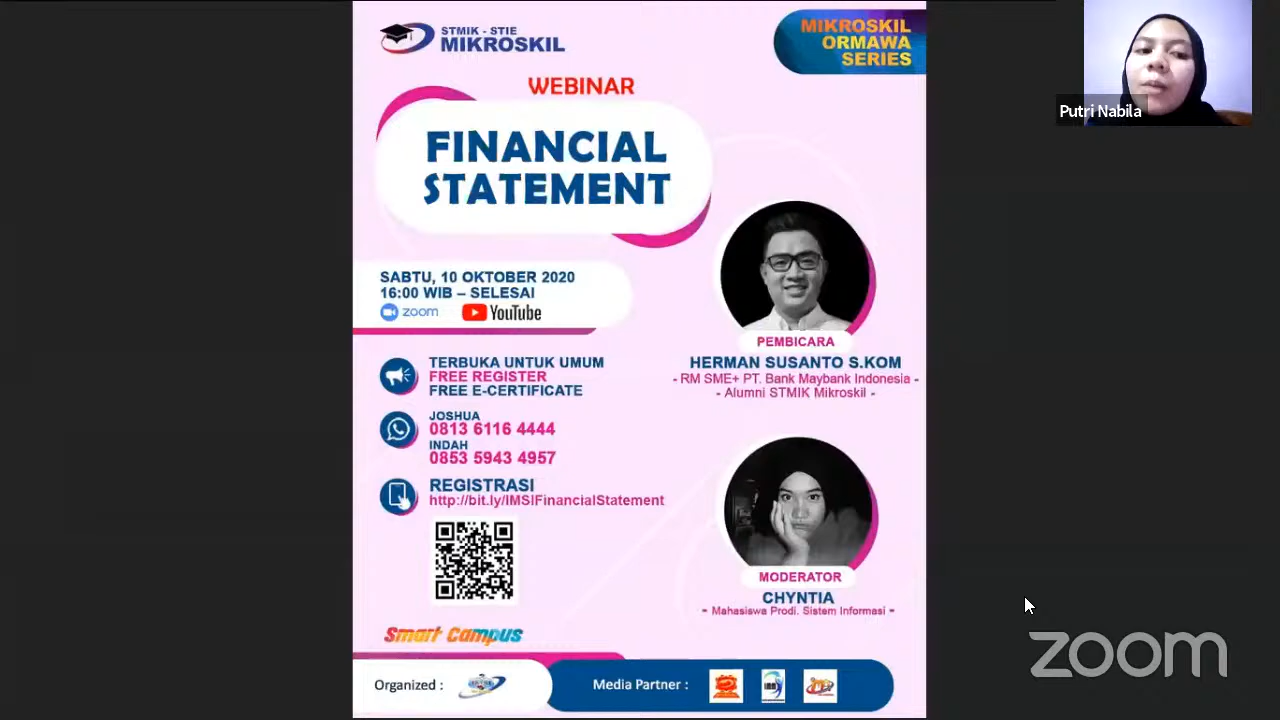 STMIK - STIE
MIKROSKIL
MIKROSKIL
ORMAWA
SERIES
WEBINAR
FINANCIAL
STATEMENT
SABTU, 10 OKTOBER 2020
16:00 WIB – SELESAI
zoom YouTube
TERBUKA UNTUK UMUM
FREE REGISTER
FREE E-CERTIFICATE
JOSHUA
0813 6116 4444
INDAH
0853 5943 4957
REGISTRASI
http://bit.ly/IMSIFinancialStatement
Smart Campus
PEMBICARA
HERMAN SUSANTO S.KOM
- RM SME+ PT. Bank Maybank Indonesia -
- Alumni STMIK Mikroskil -
MODERATOR
CHYNTIA
- Mahasiswa Prodi. Sistem Informasi -
Organized :
Media Partner :
Putri Nabila
zoom